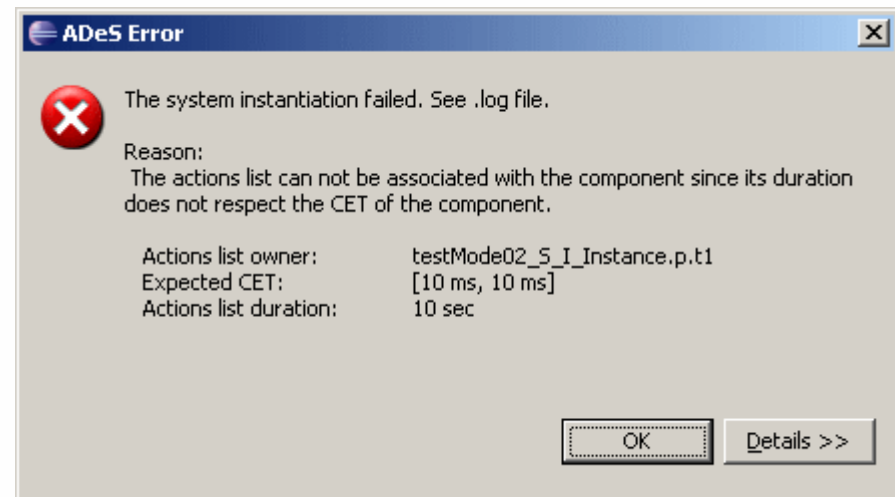 ADeS Error
The system instantiation failed. See .log file.
Reason:
The actions list can not be associated with the component since its duration
does not respect the CET of the component.
Actions list owner: testMode02_S_I_Instance.p.t1
Expected CET: [10 ms, 10 ms]
Actions list duration: 10 sec
OK Details >>